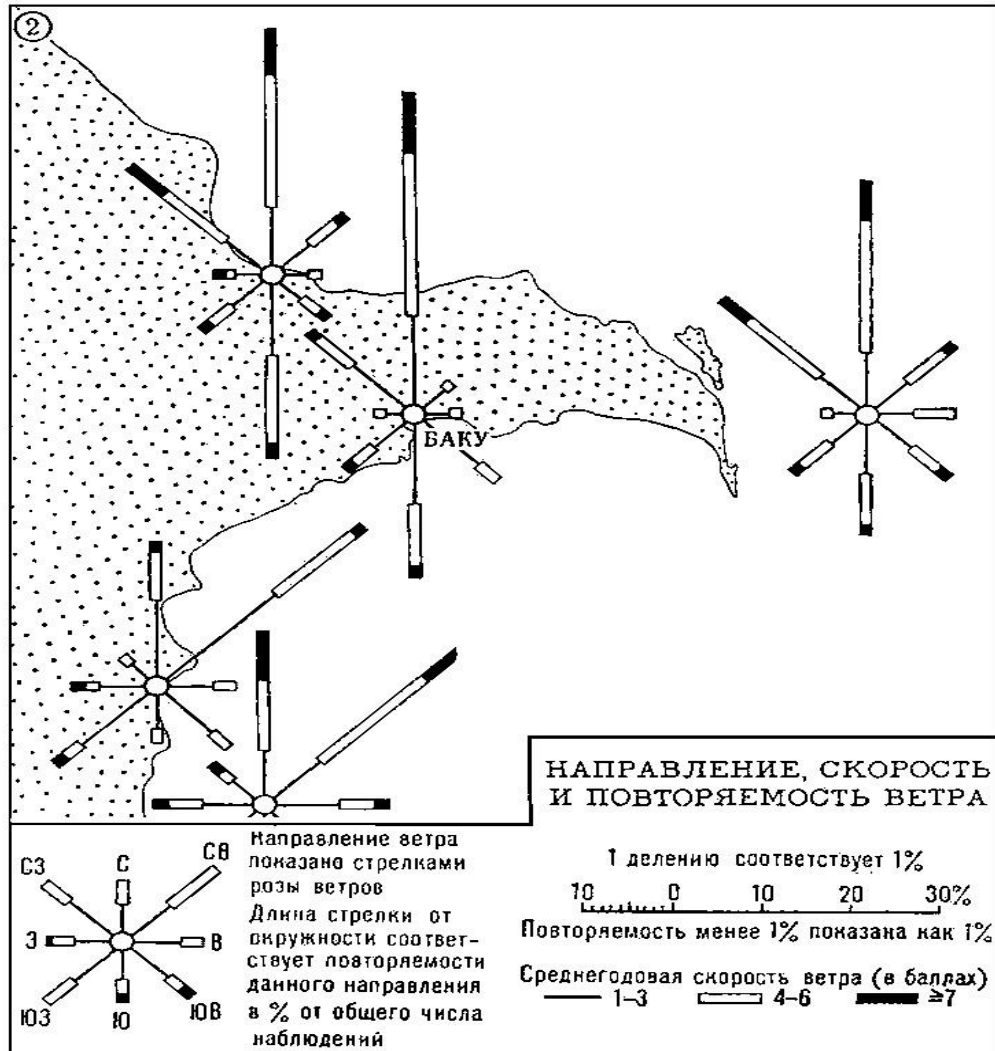 2
БАКУ
НАПРАВЛЕНИЕ, СКОРОСТЬ
И ПОВТОРЯЕМОСТЬ ВЕТРА
СЗ С СВ
З В
ЮЗ Ю ЮВ
Направление ветра
показано стрелками
розы ветров
Длина стрелки от
окружности соответ-
ствует повторяемости
данного направления
в % от общего числа
наблюдений
1 делению соответствует 1%
10 0 10 20 30%
Повторяемость менее 1% показана как 1%
Среднегодовая скорость ветра (в баллах)
1-3 4-6 ≥7